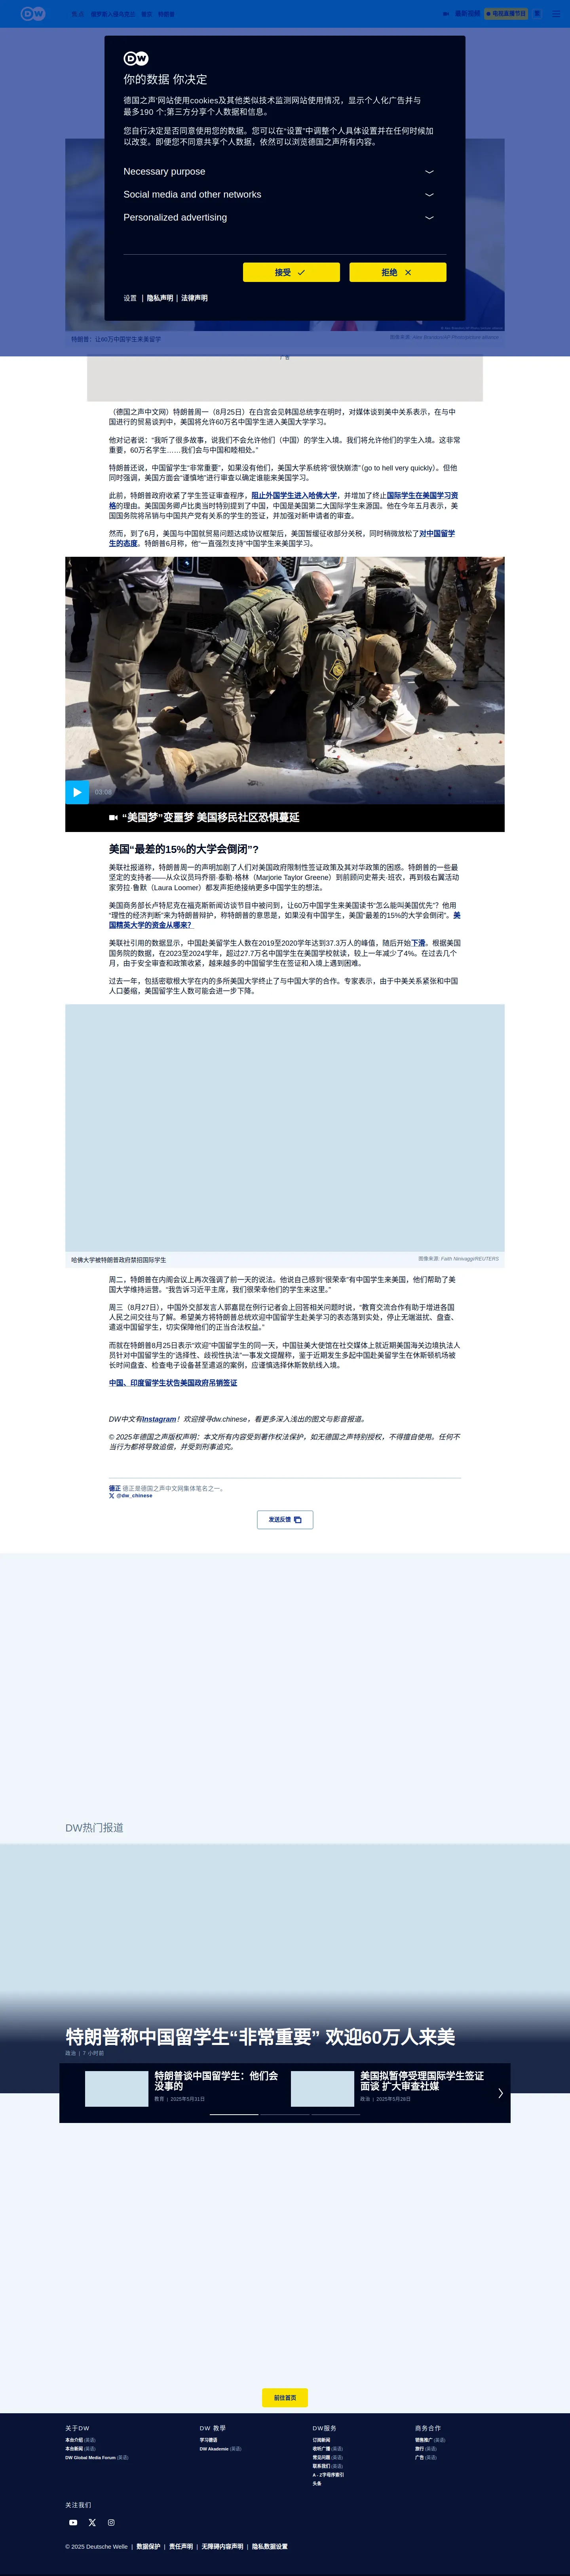 DW
最新视频
电视直播节目
DW
你的数据 你决定
德国之声‘网站使用cookies及其他类似技术监测网站使用情况，显示个人化广告并与
最多190 个;第三方分享个人数据和信息。
您自行决定是否同意使用您的数据。您可以在“设置”中调整个人具体设置并在任何时候加
以改变。即便您不同意共享个人数据，依然可以浏览德国之声所有内容。
Necessary purpose
Social media and other networks
Personalized advertising
接受
拒绝
设置 | 隐私声明 | 法律声明
特朗普：让60万中国学生来美留学
广告
（德国之声中文网）特朗普周一（8月25日）在白宫会见韩国总统李在明时，对媒体谈到美中关系表示，在与中
国进行的贸易谈判中，美国将允许60万名中国学生进入美国大学学习。
他对记者说：“我听了很多故事，说我们不会允许他们（中国）的学生入境。我们将允许他们的学生入境。这非常
重要，60万名学生……我们会与中国和睦相处。”
特朗普还说，中国留学生“非常重要”，如果没有他们，美国大学系统将“很快崩溃”（go to hell very quickly）。但他
同时强调，美国方面会“谨慎地”进行审查以确定谁能来美国学习。
此前，特朗普政府收紧了学生签证审查程序，阻止外国学生进入哈佛大学，并增加了终止国际学生在美国学习资
格的理由。美国国务卿卢比奥当时特别提到了中国，中国是美国第二大国际学生来源国。他在今年五月表示，美
国国务院将吊销与中国共产党有关系的学生的签证，并加强对新申请者的审查。
然而，到了6月，美国与中国就贸易问题达成协议框架后，美国暂缓征收部分关税，同时稍微放松了对中国留学
生的态度。特朗普6月称，他“一直强烈支持”中国学生来美国学习。
03:08
“美国梦”变噩梦 美国移民社区恐惧蔓延
美国“最差的15%的大学会倒闭”?
美联社报道称，特朗普周一的声明加剧了人们对美国政府限制性签证政策及其对华政策的困惑。特朗普的一些最
坚定的支持者——从众议员玛乔丽·泰勒·格林（Marjorie Taylor Greene）到前顾问史蒂夫·班农，再到极右翼活动
家劳拉·鲁默（Laura Loomer）都发声拒绝接纳更多中国学生的想法。
美国商务部长卢特尼克在福克斯新闻访谈节目中被问到，让60万中国学生来美国读书“怎么能叫美国优先”？他用
“理性的经济判断”来为特朗普辩护，称特朗普的意思是，如果没有中国学生，美国“最差的15%的大学会倒闭”。美
国精英大学的资金从哪来？
美联社引用的数据显示，中国赴美留学生人数在2019至2020学年达到37.3万人的峰值，随后开始下滑。根据美国
国务院的数据，在2023至2024学年，超过27.7万名中国学生在美国学校就读，较上一年减少了4%。在过去几个
月，由于安全审查和政策收紧，越来越多的中国留学生在签证和入境上遇到困难。
过去一年，包括密歇根大学在内的多所美国大学终止了与中国大学的合作。专家表示，由于中美关系紧张和中国
人口萎缩，美国留学生人数可能会进一步下降。
哈佛大学被特朗普政府禁招国际学生
图像来源: Faith Ninivaggi/REUTERS
周二，特朗普在内阁会议上再次强调了前一天的说法。他说自己感到“很荣幸”有中国学生来美国，他们帮助了美
国大学维持运营。“我告诉习近平主席，我们很荣幸他们的学生来这里。”
周三（8月27日），中国外交部发言人郭嘉昆在例行记者会上回答相关问题时说，“教育交流合作有助于增进各国
人民之间交往与了解。希望美方将特朗普总统欢迎中国留学生赴美学习的表态落到实处，停止无端滋扰、盘查、
遣返中国留学生，切实保障他们的正当合法权益。”
而就在特朗普8月25日表示“欢迎”中国留学生的同一天，中国驻美大使馆在社交媒体上就近期美国海关边境执法人
员针对中国留学生的“选择性、歧视性执法”一事发文提醒称，鉴于近期发生多起中国赴美留学生在休斯顿机场被
长时间盘查、检查电子设备甚至遣返的案例，应谨慎选择休斯敦航线入境。
中国、印度留学生状告美国政府吊销签证
DW中文有Instagram！欢迎搜寻dw.chinese，看更多深入浅出的图文与影音报道。
© 2025年德国之声版权声明：本文所有内容受到著作权法保护，如无德国之声特别授权，不得擅自使用。任何不
当行为都将导致追偿，并受到刑事追究。
德正 德正是德国之声中文网集体笔名之一。
@dw_chinese
发送反馈
DW热门报道
特朗普称中国留学生“非常重要” 欢迎60万人来美
政治 | 7 小时前
特朗普谈中国留学生：他们会
没事的
教育 | 2025年5月31日
美国拟暂停受理国际学生签证
面谈 扩大审查社媒
政治 | 2025年5月28日
前往首页
关于DW
本台介绍 (英语)
本台新闻 (英语)
DW Global Media Forum (英语)
DW 教學
学习德语
DW Akademie (英语)
DW服务
订阅新闻
收听广播 (英语)
常见问题 (英语)
联系我们 (英语)
A - Z字母序索引
头条
商务合作
销售推广 (英语)
旅行 (英语)
广告 (英语)
关注我们
© 2025 Deutsche Welle | 数据保护 | 责任声明 | 无障碍内容声明 | 隐私数据设置